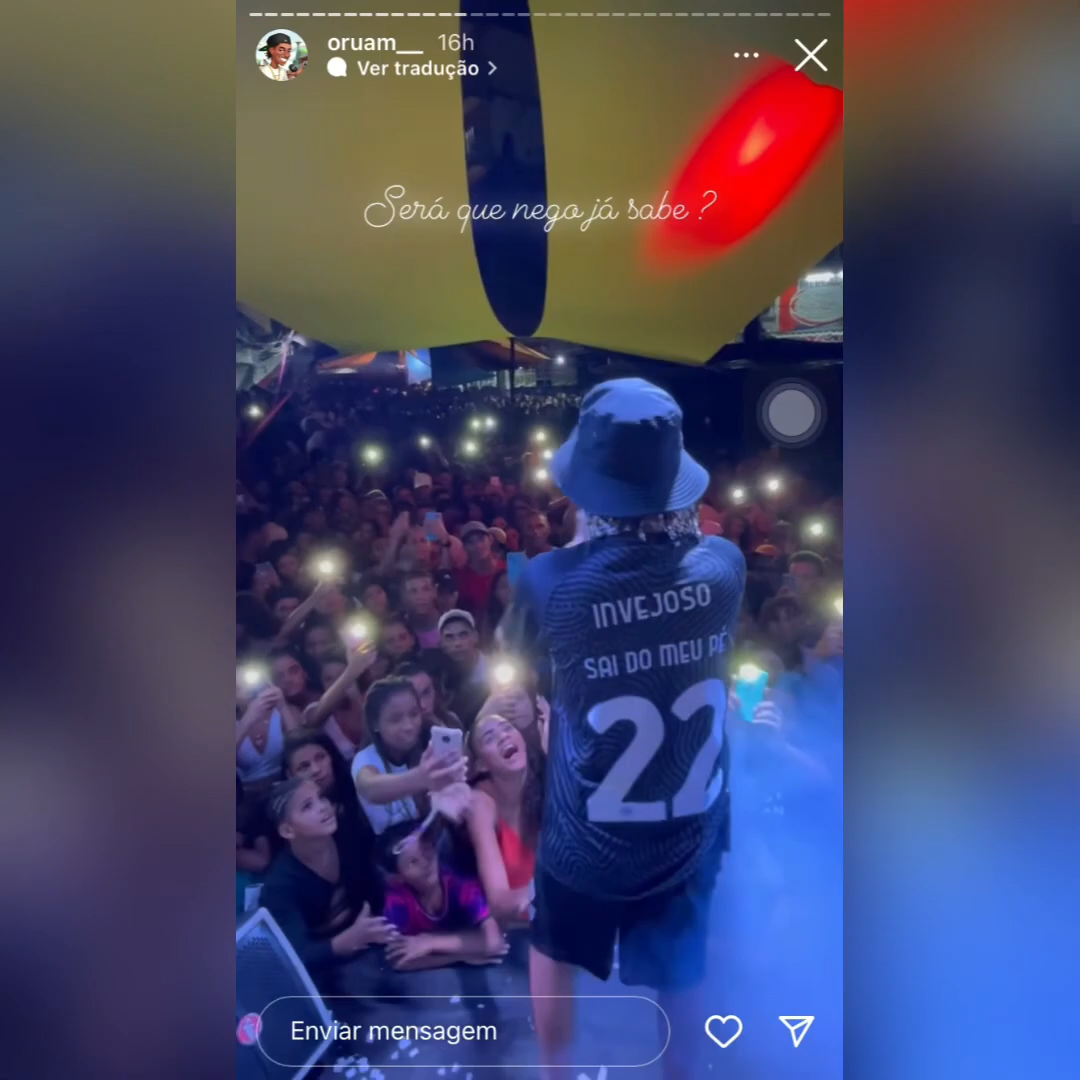 oruam__ 16h
Ver tradução >
Será que nego já sabe ?
INVEJOSO
SAI DO MEU PÉ
22
Enviar mensagem